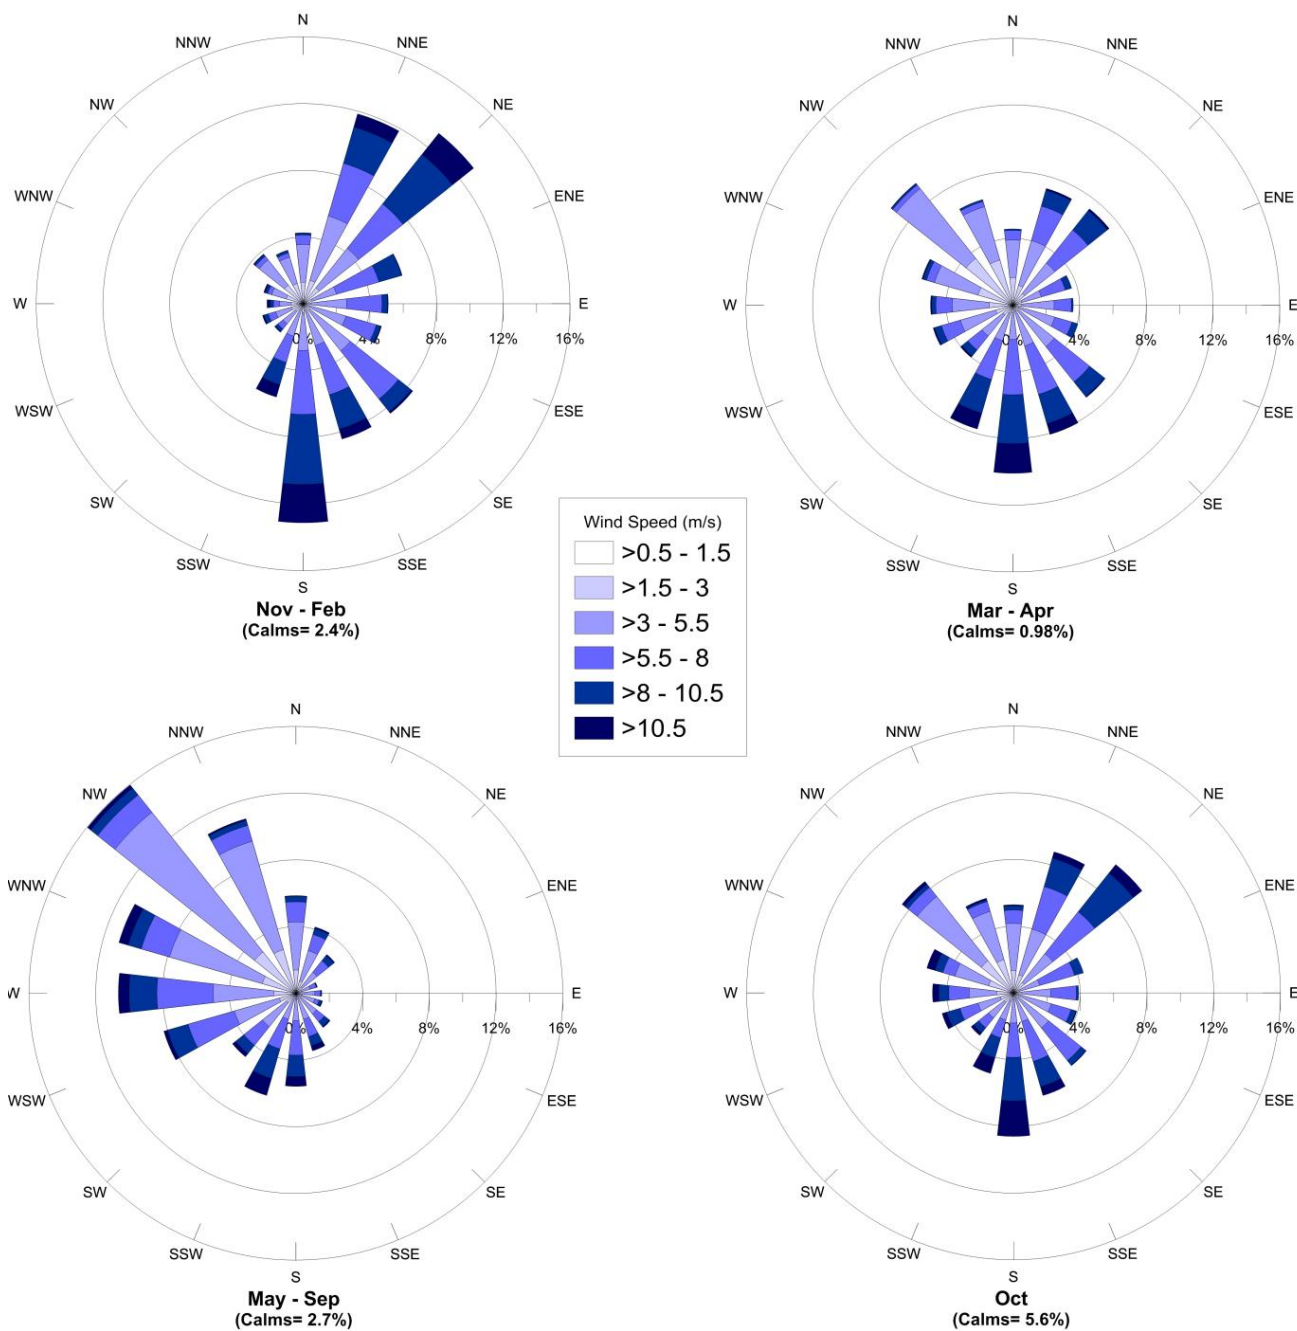 N
NNW
NNE
NW
NE
WNW
ENE
W
E
0%
4%
8%
12%
16%
WSW
ESE
SW
SE
SSW
SSE
S
Nov - Feb
(Calms= 2.4%)
N
NNW
NNE
NW
NE
WNW
ENE
W
E
0%
4%
8%
12%
16%
WSW
ESE
SW
SE
SSW
SSE
S
Mar - Apr
(Calms= 0.98%)
Wind Speed (m/s)
>0.5 - 1.5
>1.5 - 3
>3 - 5.5
>5.5 - 8
>8 - 10.5
>10.5
N
NNW
NNE
NW
NE
WNW
ENE
W
E
0%
4%
8%
12%
16%
WSW
ESE
SW
SE
SSW
SSE
S
May - Sep
(Calms= 2.7%)
N
NNW
NNE
NW
NE
WNW
ENE
W
E
0%
4%
8%
12%
16%
WSW
ESE
SW
SE
SSW
SSE
S
Oct
(Calms= 5.6%)